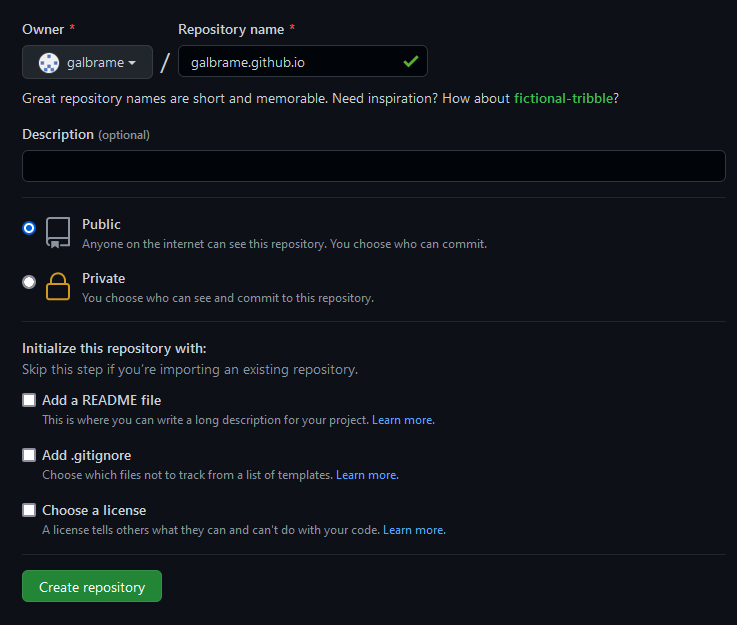 Owner * Repository name *
galbrame / galbrame.github.io
Great repository names are short and memorable. Need inspiration? How about fictional-tribble?
Description (optional)
Public
Anyone on the internet can see this repository. You choose who can commit.
Private
You choose who can see and commit to this repository.
Initialize this repository with:
Skip this step if you're importing an existing repository.
Add a README file
This is where you can write a long description for your project. Learn more.
Add .gitignore
Choose which files not to track from a list of templates. Learn more.
Choose a license
A license tells others what they can and can't do with your code. Learn more.
Create repository